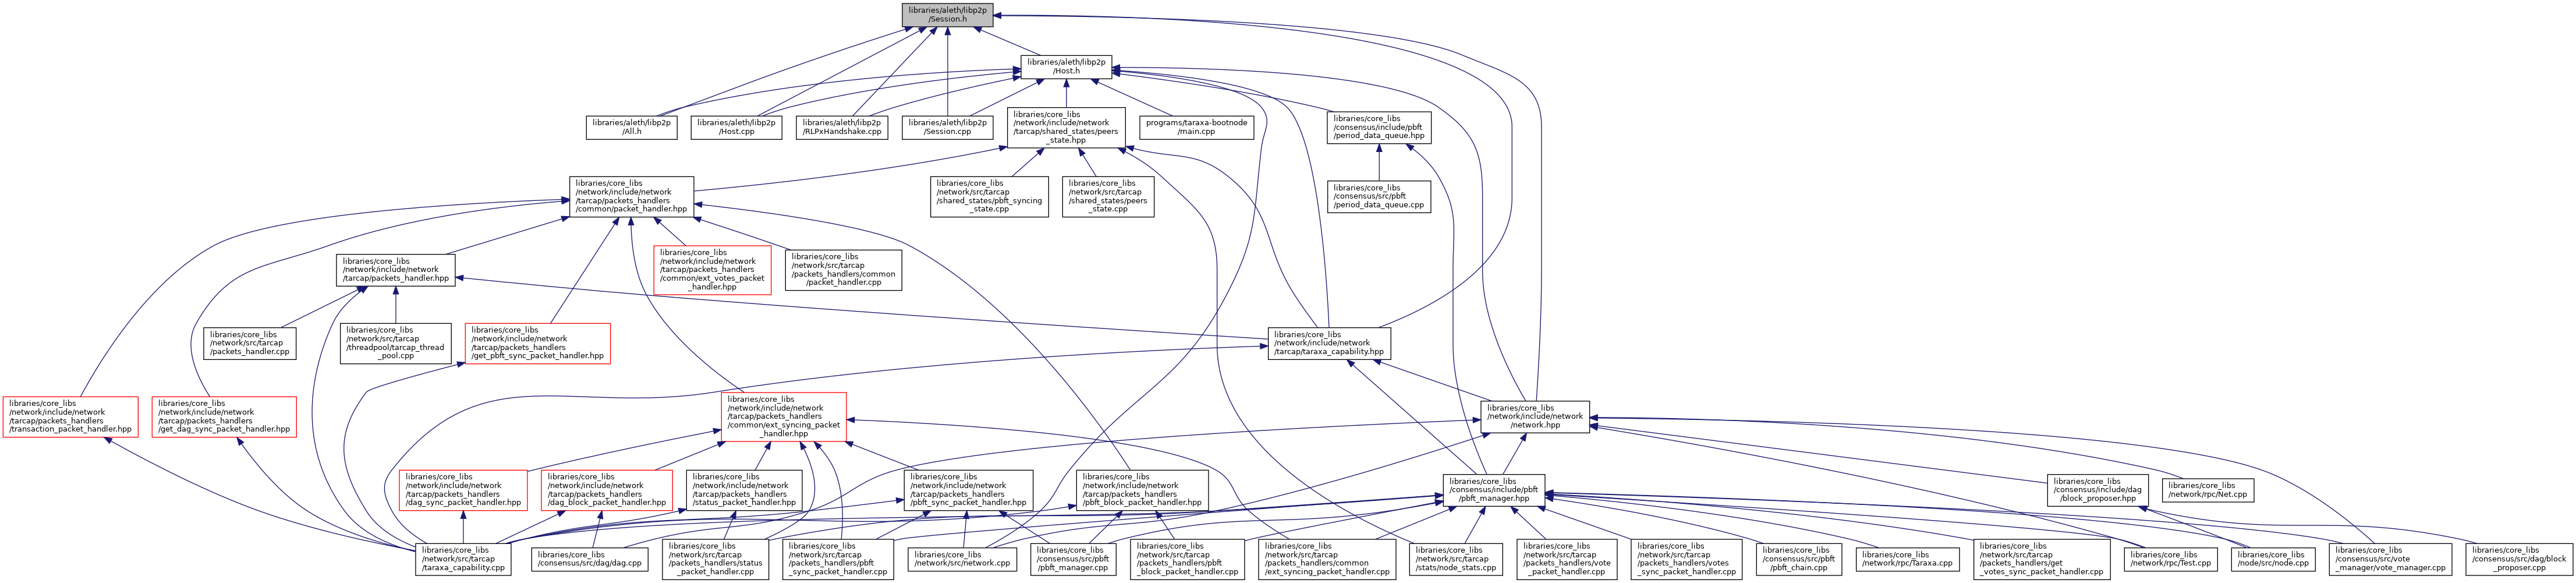 libraries/aleth/libp2p
/Session.h
libraries/aleth/libp2p
/Host.h
libraries/aleth/libp2p
/All.h
libraries/aleth/libp2p
/Host.cpp
libraries/aleth/libp2p
/RLPxHandshake.cpp
libraries/aleth/libp2p
/Session.cpp
libraries/core_libs
/network/include/network
/tarcap/shared_states/peers
_state.hpp
programs/taraxa-bootnode
/main.cpp
libraries/core_libs
/consensus/include/pbft
/period_data_queue.hpp
libraries/core_libs
/network/include/network
/tarcap/packets_handlers
/common/packet_handler.hpp
libraries/core_libs
/network/src/tarcap
/shared_states/pbft_syncing
_state.cpp
libraries/core_libs
/network/src/tarcap
/shared_states/peers
_state.cpp
libraries/core_libs
/consensus/src/pbft
/period_data_queue.cpp
libraries/core_libs
/network/include/network
/tarcap/packets_handler.hpp
libraries/core_libs
/network/include/network
/tarcap/packets_handlers
/common/ext_votes_packet
_handler.hpp
libraries/core_libs
/network/src/tarcap
/packets_handlers/common
/packet_handler.cpp
libraries/core_libs
/network/src/tarcap
/packets_handler.cpp
libraries/core_libs
/network/src/tarcap
/threadpool/tarcap_thread
_pool.cpp
libraries/core_libs
/network/include/network
/tarcap/packets_handlers
/get_pbft_sync_packet_handler.hpp
libraries/core_libs
/network/include/network
/tarcap/taraxa_capability.hpp
libraries/core_libs
/network/include/network
/tarcap/packets_handlers
/transaction_packet_handler.hpp
libraries/core_libs
/network/include/network
/tarcap/packets_handlers
/get_dag_sync_packet_handler.hpp
libraries/core_libs
/network/include/network
/tarcap/packets_handlers
/common/ext_syncing_packet
_handler.hpp
libraries/core_libs
/network/include/network
/network.hpp
libraries/core_libs
/network/include/network
/tarcap/packets_handlers
/dag_sync_packet_handler.hpp
libraries/core_libs
/network/include/network
/tarcap/packets_handlers
/dag_block_packet_handler.hpp
libraries/core_libs
/network/include/network
/tarcap/packets_handlers
/status_packet_handler.hpp
libraries/core_libs
/network/include/network
/tarcap/packets_handlers
/pbft_sync_packet_handler.hpp
libraries/core_libs
/network/include/network
/tarcap/packets_handlers
/pbft_block_packet_handler.hpp
libraries/core_libs
/consensus/include/pbft
/pbft_manager.hpp
libraries/core_libs
/consensus/include/dag
/block_proposer.hpp
libraries/core_libs
/network/rpc/Net.cpp
libraries/core_libs
/network/src/tarcap
/taraxa_capability.cpp
libraries/core_libs
/consensus/src/dag/dag.cpp
libraries/core_libs
/network/src/tarcap
/packets_handlers/status
_packet_handler.cpp
libraries/core_libs
/network/src/tarcap
/packets_handlers/pbft
_sync_packet_handler.cpp
libraries/core_libs
/network/src/network.cpp
libraries/core_libs
/consensus/src/pbft
/pbft_manager.cpp
libraries/core_libs
/network/src/tarcap
/packets_handlers/pbft
_block_packet_handler.cpp
libraries/core_libs
/network/src/tarcap
/packets_handlers/common
/ext_syncing_packet_handler.cpp
libraries/core_libs
/network/src/tarcap
/stats/node_stats.cpp
libraries/core_libs
/network/src/tarcap
/packets_handlers/vote
_packet_handler.cpp
libraries/core_libs
/network/src/tarcap
/packets_handlers/votes
_sync_packet_handler.cpp
libraries/core_libs
/consensus/src/pbft
/pbft_chain.cpp
libraries/core_libs
/network/rpc/Taraxa.cpp
libraries/core_libs
/network/src/tarcap
/packets_handlers/get
_votes_sync_packet_handler.cpp
libraries/core_libs
/network/rpc/Test.cpp
libraries/core_libs
/node/src/node.cpp
libraries/core_libs
/consensus/src/vote
_manager/vote_manager.cpp
libraries/core_libs
/consensus/src/dag/block
_proposer.cpp